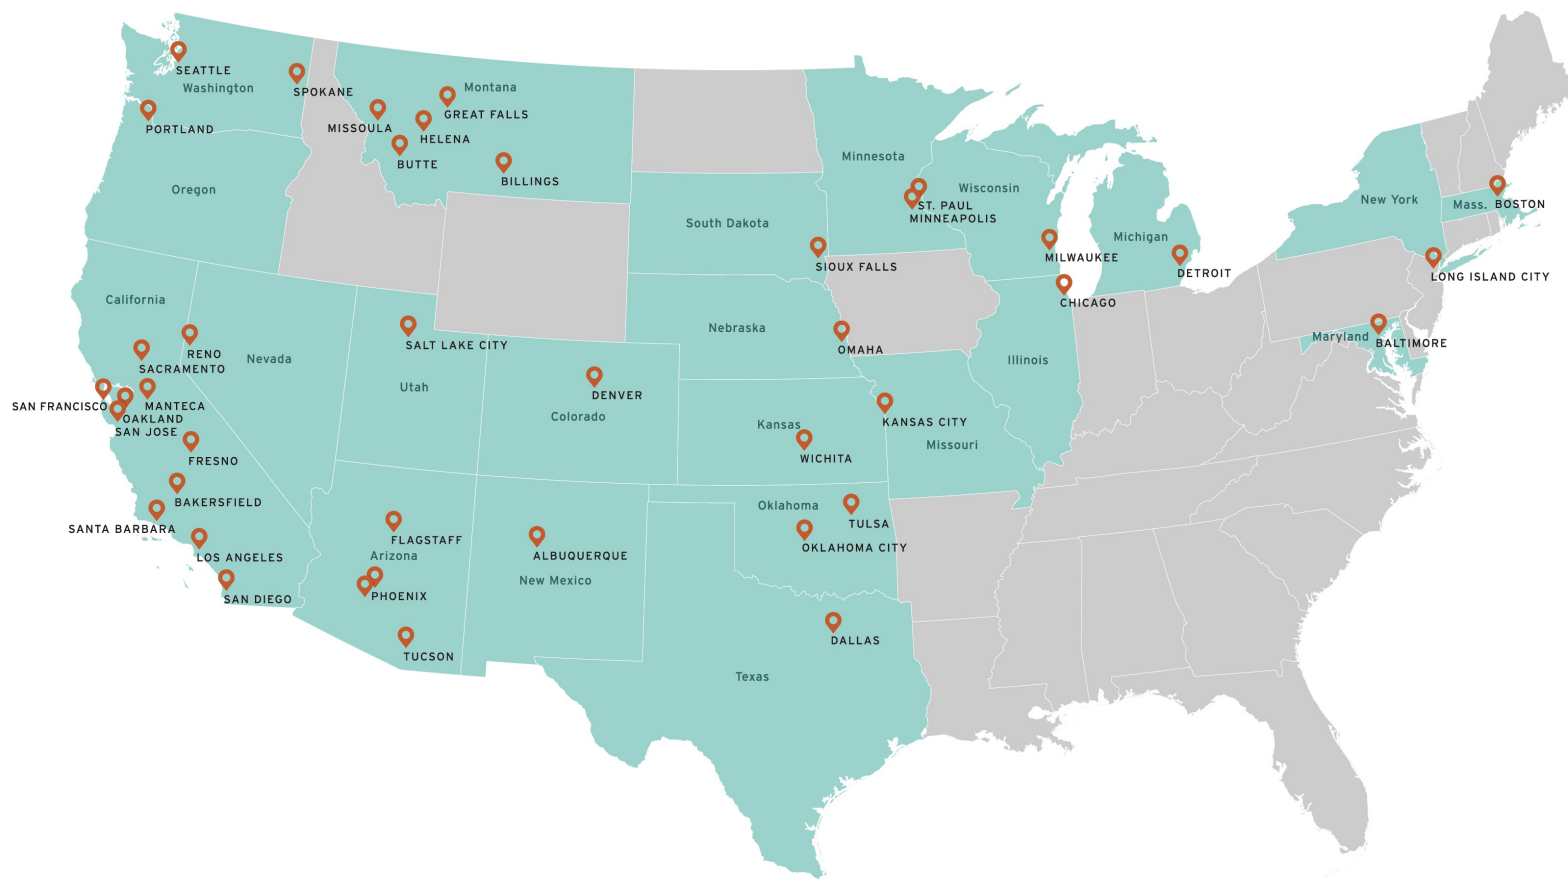 SEATTLE
Washington
SPOKANE
PORTLAND
Oregon
Montana
GREAT FALLS
MISSOULA
HELENA
BUTTE
BILLINGS
Minnesota
ST. PAUL
MINNEAPOLIS
Wisconsin
MILWAUKEE
Michigan
DETROIT
CHICAGO
New York
Mass.
BOSTON
LONG ISLAND CITY
South Dakota
SIOUX FALLS
California
RENO
SACRAMENTO
Nevada
SAN FRANCISCO
MANTECA
OAKLAND
SAN JOSE
FRESNO
BAKERSFIELD
SANTA BARBARA
LOS ANGELES
SAN DIEGO
SALT LAKE CITY
Utah
DENVER
Colorado
Nebraska
OMAHA
Illinois
Maryland
BALTIMORE
Kansas
WICHITA
KANSAS CITY
Missouri
Oklahoma
TULSA
OKLAHOMA CITY
FLAGSTAFF
Arizona
PHOENIX
TUCSON
ALBUQUERQUE
New Mexico
DALLAS
Texas